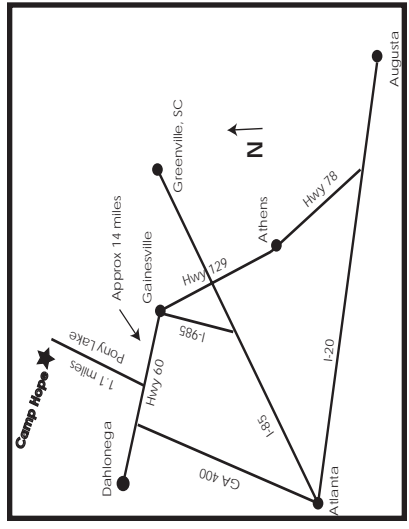 Camp Hope
1.1 miles
Pony Lake
Approx 14 miles
Greenville, SC
N
Augusta
Dahlonega
Hwy 60
Gainesville
Hwy 129
Athens
Hwy 78
I-985
GA 400
I-85
I-20
Atlanta